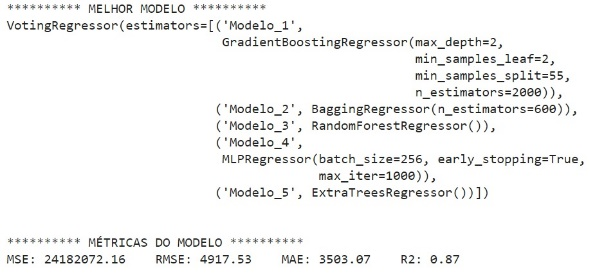 ********** MELHOR MODELO **********
VotingRegressor(estimators=[('Modelo_1',
GradientBoostingRegressor(max_depth=2,
min_samples_leaf=2,
min_samples_split=55,
n_estimators=2000)),
('Modelo_2', BaggingRegressor(n_estimators=600)),
('Modelo_3', RandomForestRegressor()),
('Modelo_4',
MLPRegressor(batch_size=256, early_stopping=True,
max_iter=1000)),
('Modelo_5', ExtraTreesRegressor())])
********** MÉTRICAS DO MODELO **********
MSE: 24182072.16    RMSE: 4917.53    MAE: 3503.07    R2: 0.87